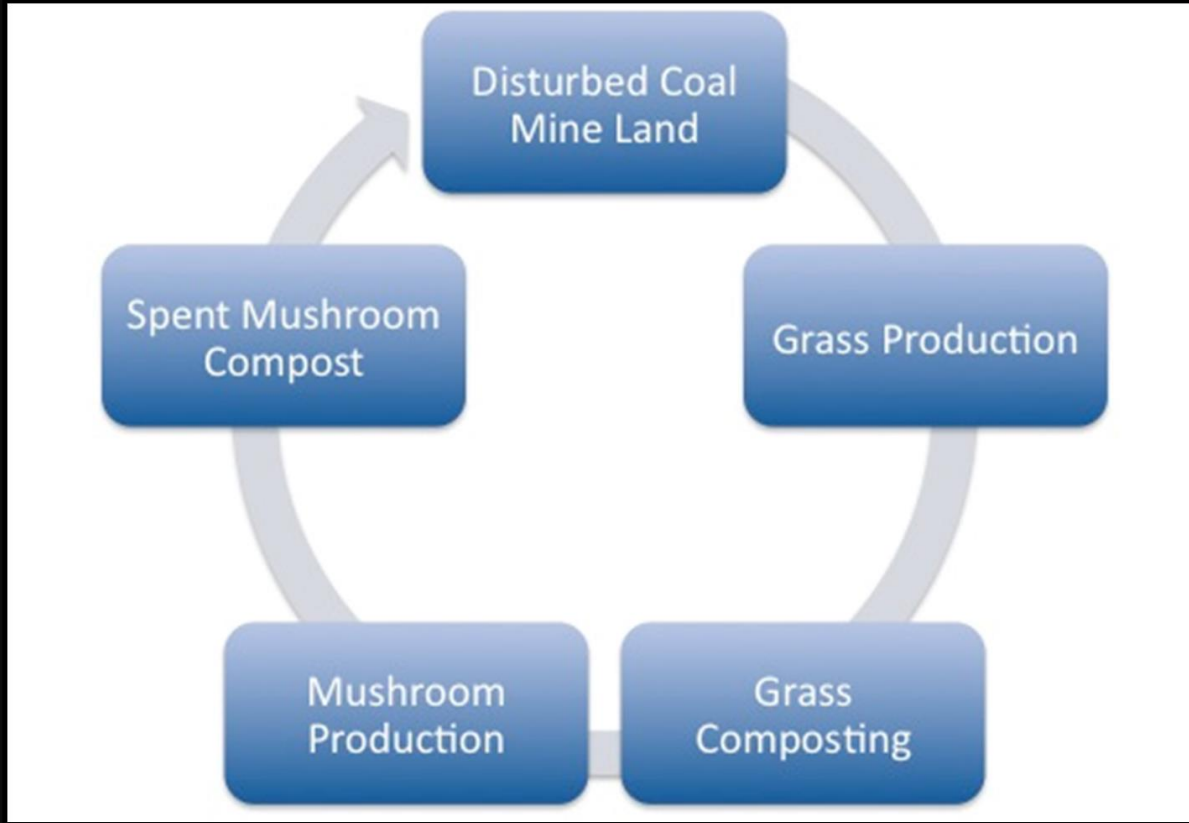 Disturbed Coal
Mine Land
Grass Production
Grass
Composting
Mushroom
Production
Spent Mushroom
Compost